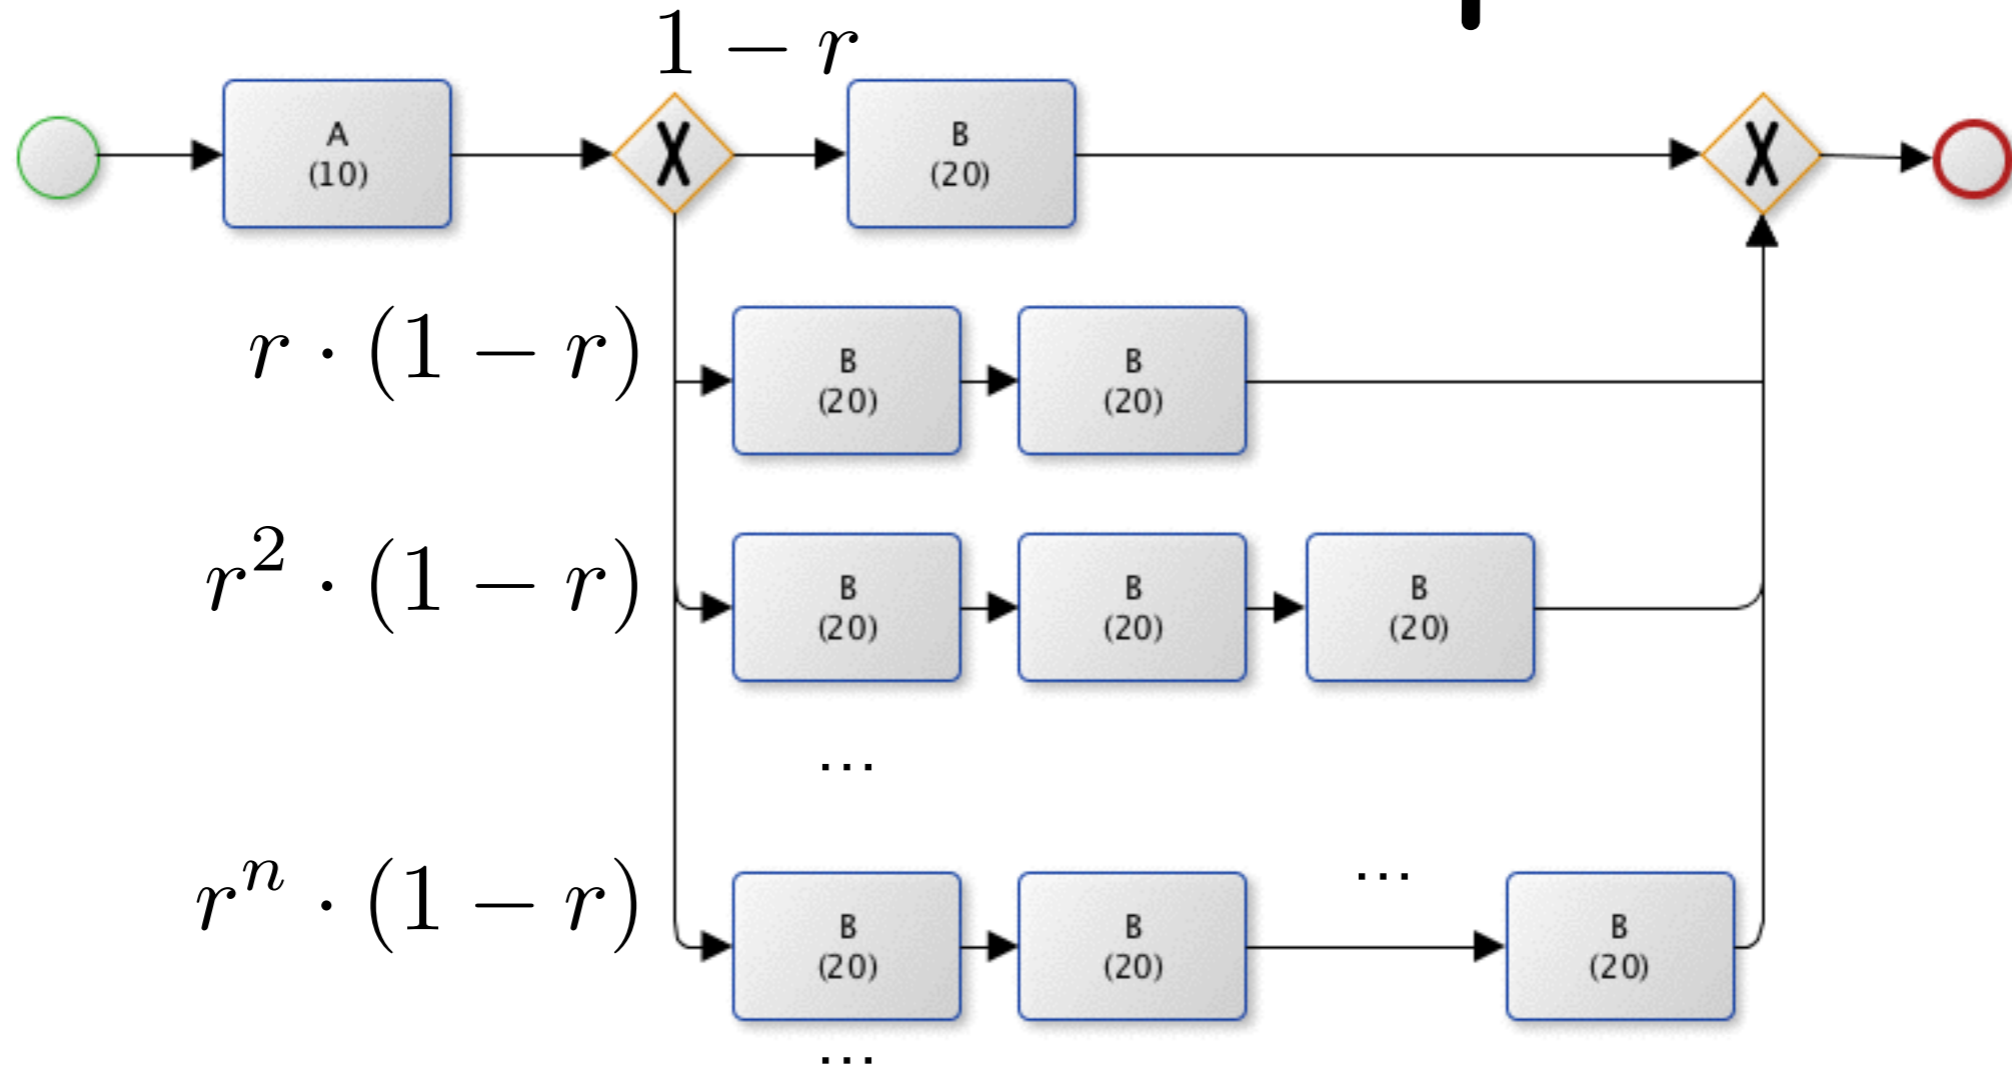 1 − r
A
(10)
X
B
(20)
X
r · (1 − r)
B
(20)
B
(20)
r² · (1 − r)
B
(20)
B
(20)
B
(20)
...
rⁿ · (1 − r)
B
(20)
B
(20)
...
B
(20)
...